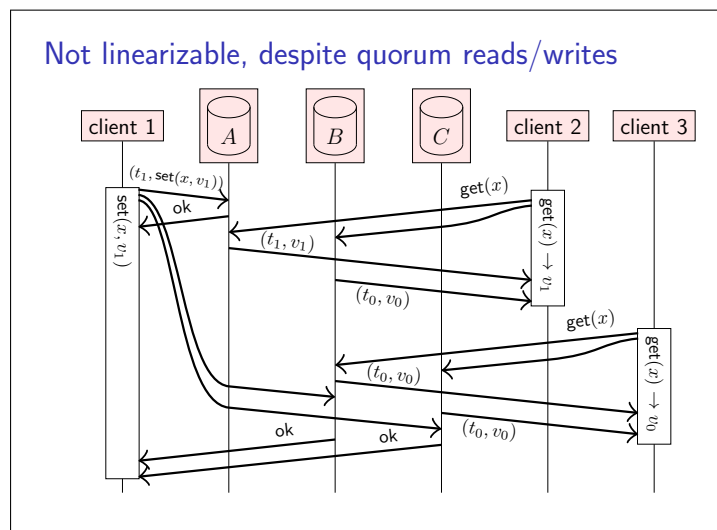 Not linearizable, despite quorum reads/writes
client 1
A
B
C
client 2
client 3
(t₁, set(x, v₁))
get(x)
ok
set(x, v₁)
get(x) → v₁
(t₁, v₁)
(t₀, v₀)
get(x)
(t₀, v₀)
get(x) → v₀
(t₀, v₀)
ok
ok